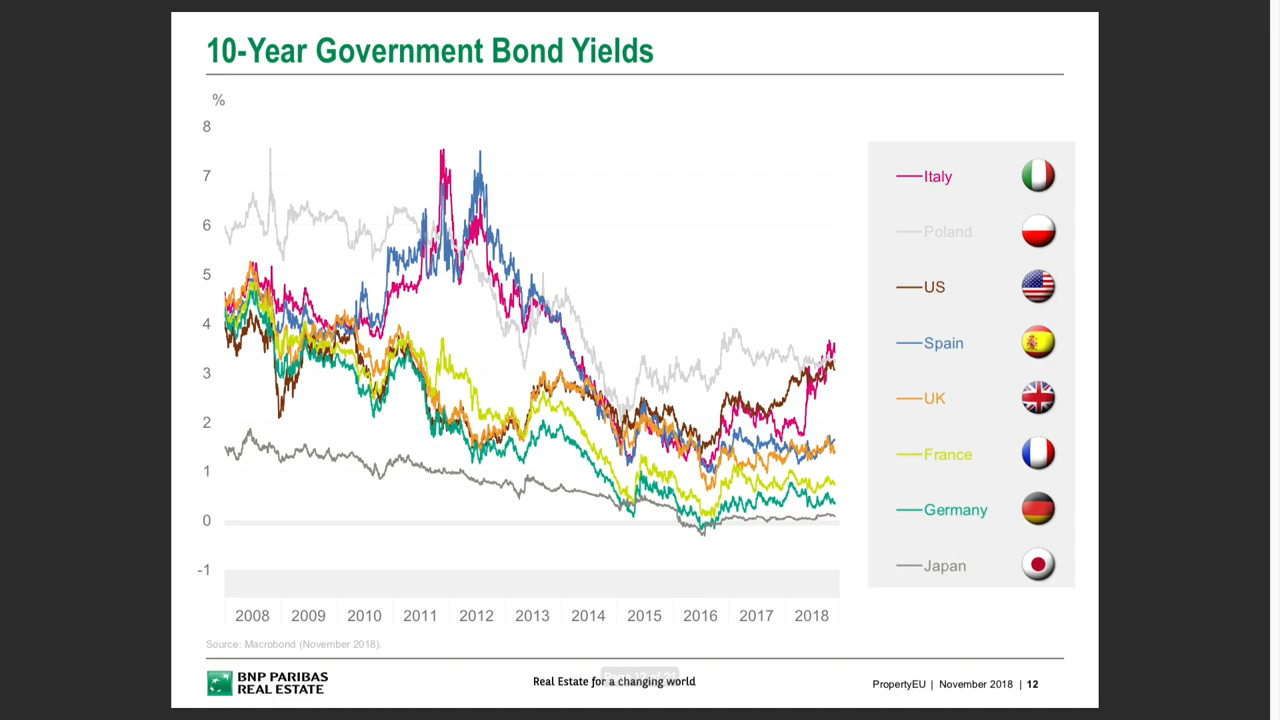 10-Year Government Bond Yields
%
8
7
6
5
4
3
2
1
0
-1
2008 2009 2010 2011 2012 2013 2014 2015 2016 2017 2018
Italy
Poland
US
Spain
UK
France
Germany
Japan
Source: Macrobond (November 2018).
BNP PARIBAS
REAL ESTATE
Real Estate for a changing world
PropertyEU | November 2018 | 12